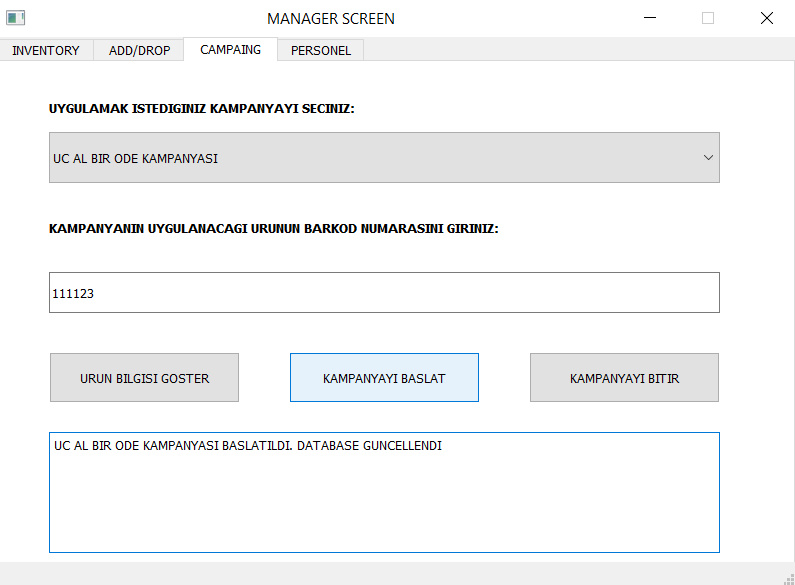 MANAGER SCREEN
INVENTORY ADD/DROP CAMPAING PERSONEL
UYGULAMAK ISTEDIGINIZ KAMPANYAYI SECINIZ:
UC AL BIR ODE KAMPANYASI
KAMPANYANIN UYGULANACAGI URUNUN BARKOD NUMARASINI GIRINIZ:
111123
URUN BILGISI GOSTER KAMPANYAYI BASLAT KAMPANYAYI BITIR
UC AL BIR ODE KAMPANYASI BASLATILDI. DATABASE GUNCELLENDI